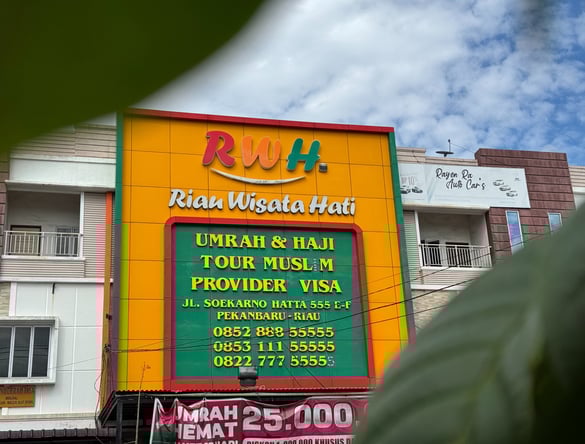 RWH.
Riau Wisata Hati
UMRAH & HAJI
TOUR MUSLIM
PROVIDER VISA
JL. SOEKARNO HATTA 555 E-F
PEKANBARU - RIAU
0852 888 55555
0853 111 55555
0822 777 55555
Rayon Ra
Auto Car's
UMRAH
HEMAT
25.000